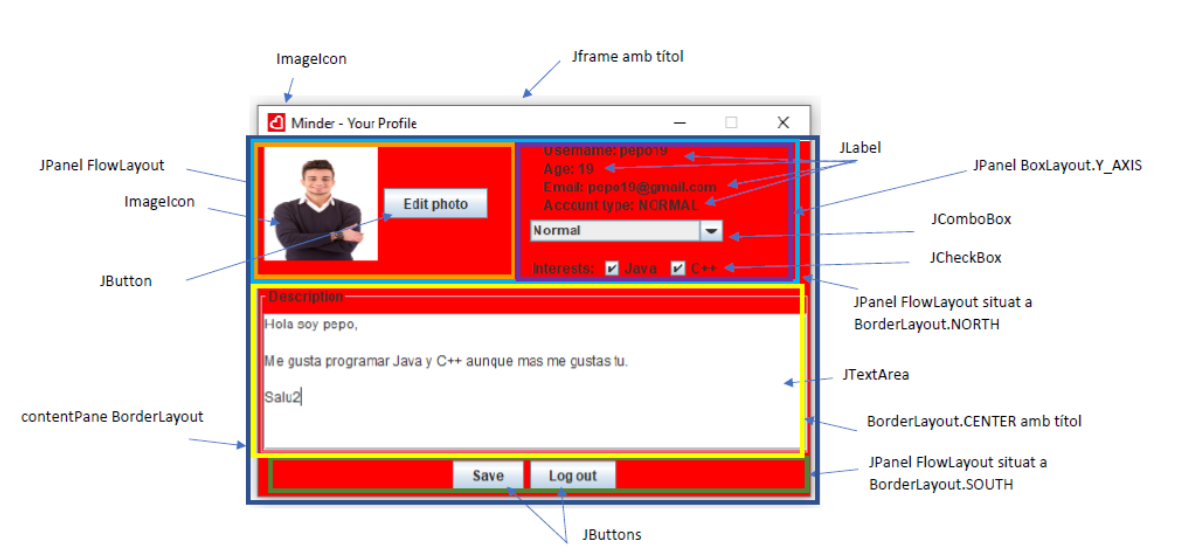 ImageIcon
Jframe amb títol
Minder - Your Profile
JPanel FlowLayout
ImageIcon
JButton
Edit photo
Username: pepo19
Age: 19
Email: pepo19@gmail.com
Account type: NORMAL
Normal
Interests: Java C++
JLabel
JPanel BoxLayout.Y_AXIS
JComboBox
JCheckBox
JPanel FlowLayout situat a
BorderLayout.NORTH
Description
Hola soy pepo,
Me gusta programar Java y C++ aunque mas me gustas tu.
Salu2
JTextArea
contentPane BorderLayout
BorderLayout.CENTER amb títol
JPanel FlowLayout situat a
BorderLayout.SOUTH
Save
Log out
JButtons